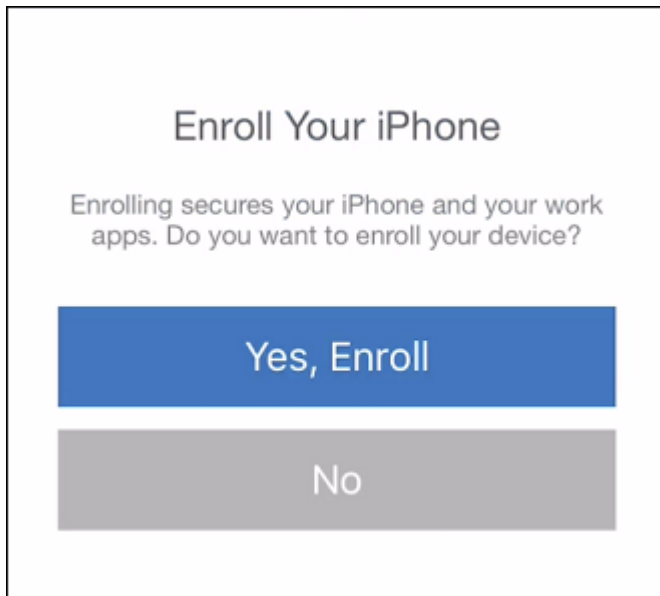 Enroll Your iPhone
Enrolling secures your iPhone and your work
apps. Do you want to enroll your device?
Yes, Enroll
No